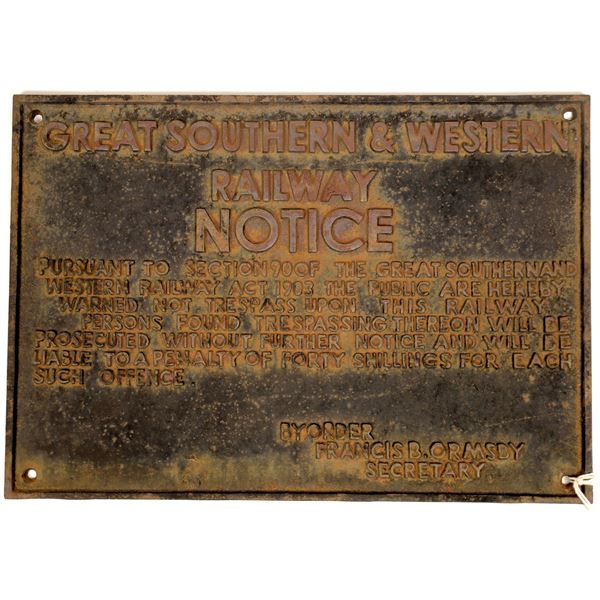 GREAT SOUTHERN & WESTERN
RAILWAY
NOTICE
PURSUANT TO SECTION 90 OF THE GREAT SOUTHERN AND
WESTERN RAILWAY ACT 1903 THE PUBLIC ARE HEREBY
WARNED NOT TRESPASS UPON THIS RAILWAY
PERSONS FOUND TRESPASSING THEREON WILL BE
PROSECUTED WITHOUT FURTHER NOTICE AND WILL BE
LIABLE TO A PENALTY OF FORTY SHILLINGS FOR EACH
SUCH OFFENCE.
BY ORDER
FRANCIS B. ORMSBY
SECRETARY